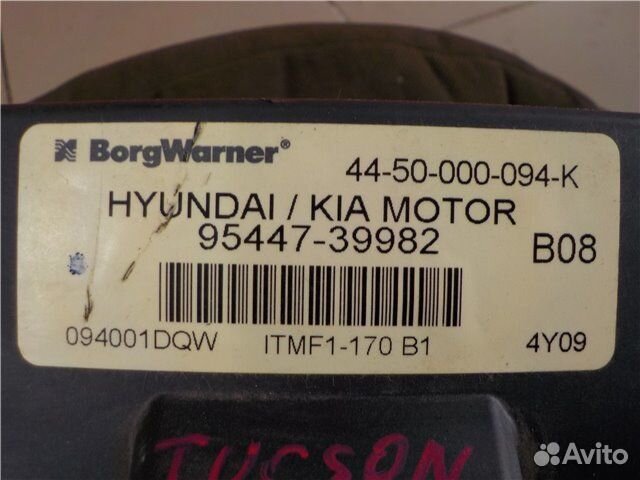 BorgWarner®
44-50-000-094-K
HYUNDAI / KIA MOTOR
95447-39982
B08
094001DQW
ITMF1-170 B1
4Y09
TUCSON
Avito